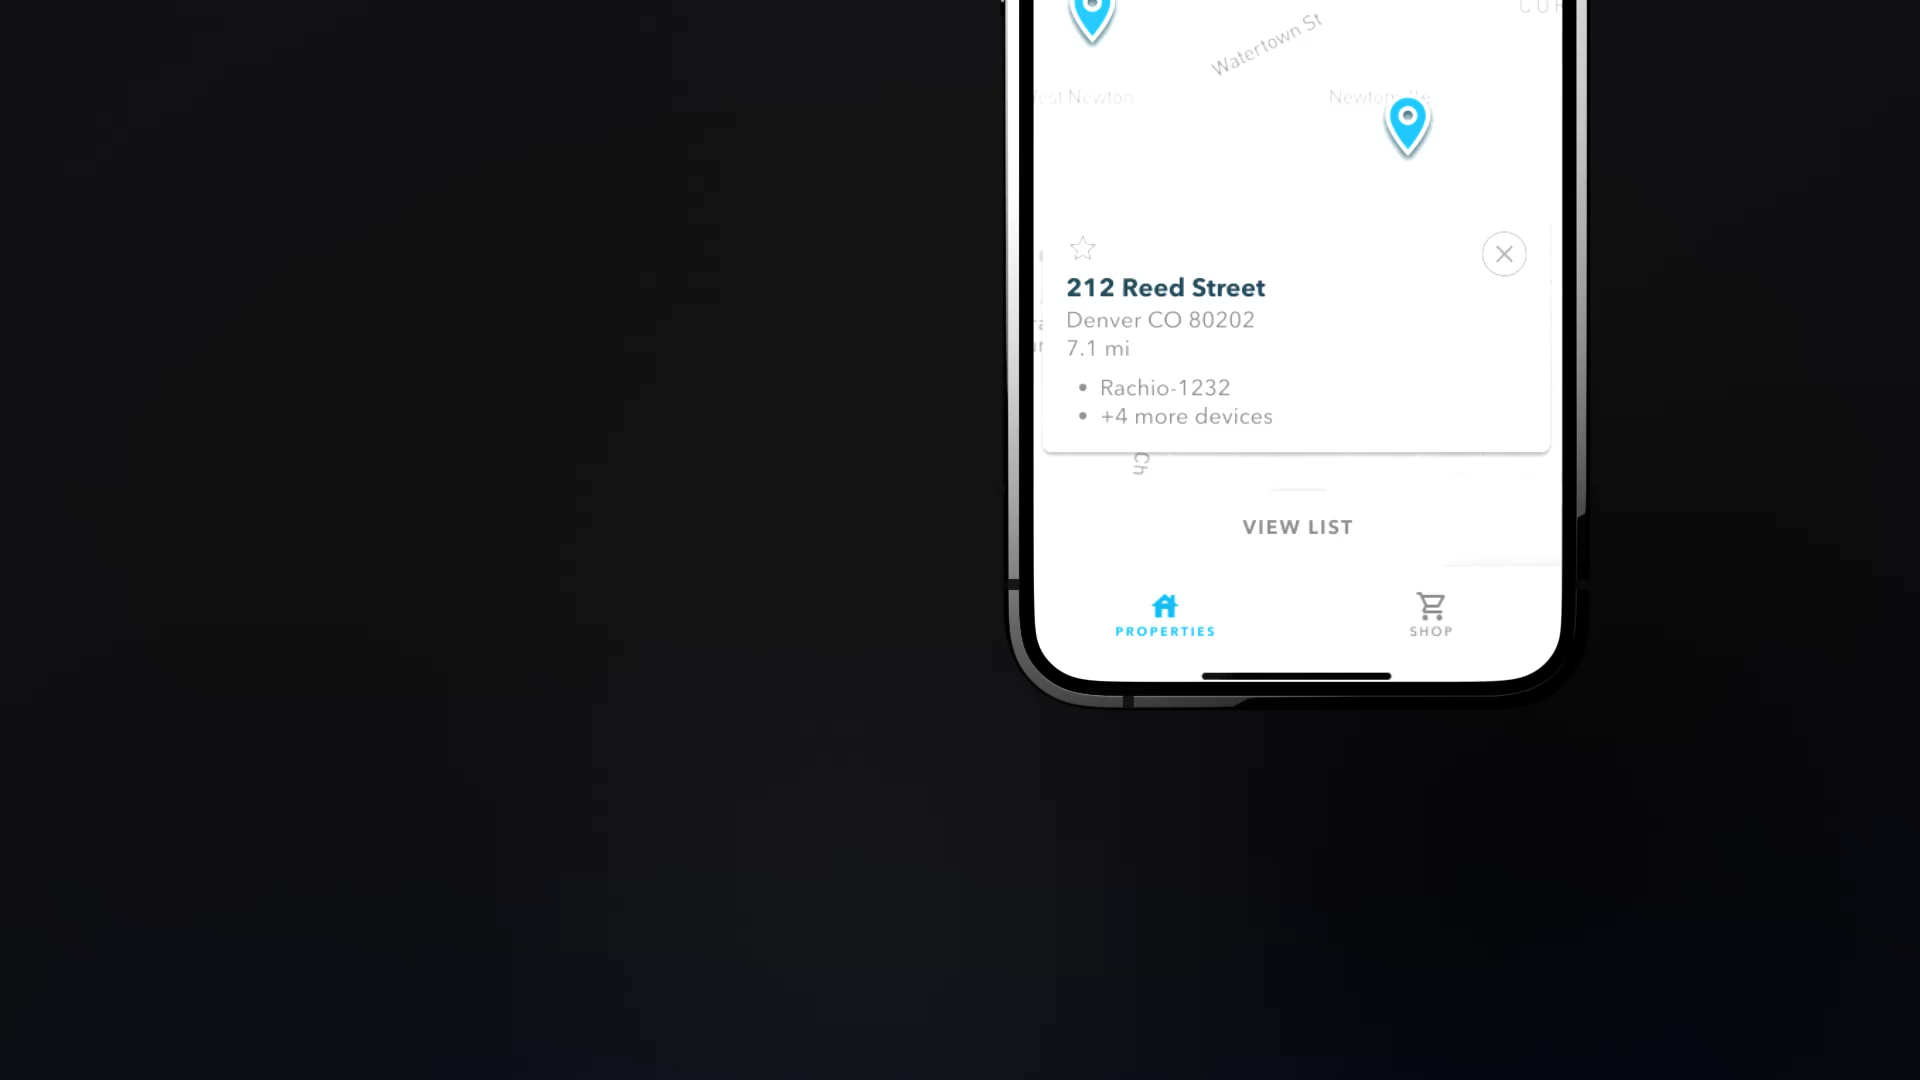 Watertown St
212 Reed Street
Denver CO 80202
7.1 mi
• Rachio-1232
• +4 more devices
Ch
VIEW LIST
PROPERTIES
SHOP